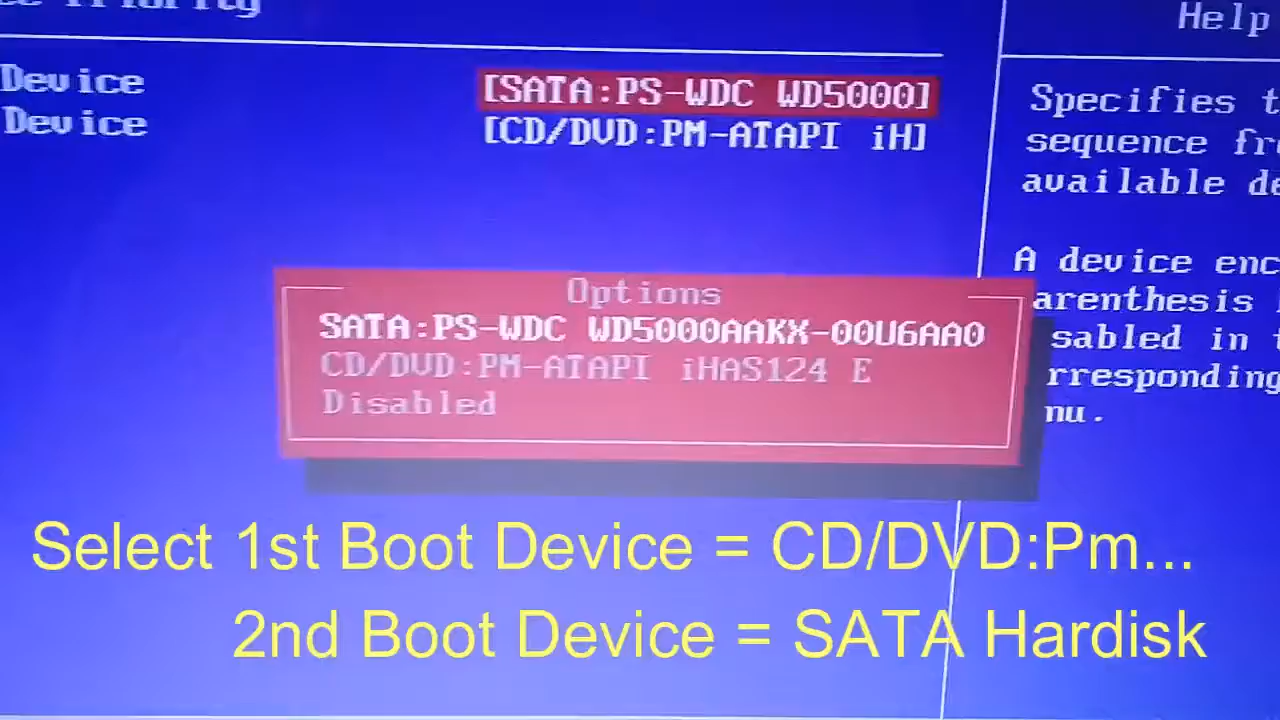 Priority
Help
Device [SATA:PS-WDC WD5000]
Device [CD/DVD:PM-ATAPI iH]
Specifies t
sequence fr
available de
A device enc
arenthesis
sabled in
rresponding
nu.
Options
SATA:PS-WDC WD5000AAKX-00U6AA0
CD/DVD:PM-ATAPI iHAS124 E
Disabled
Select 1st Boot Device = CD/DVD:Pm...
2nd Boot Device = SATA Hardisk